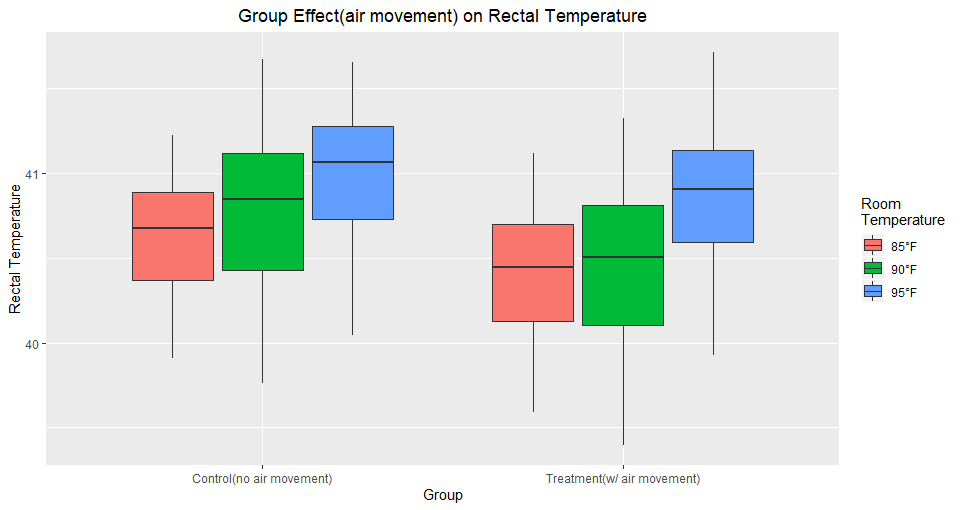 Group Effect(air movement) on Rectal Temperature
Rectal Temperature
41
40
Control(no air movement)
Treatment(w/ air movement)
Group
Room
Temperature
85°F
90°F
95°F